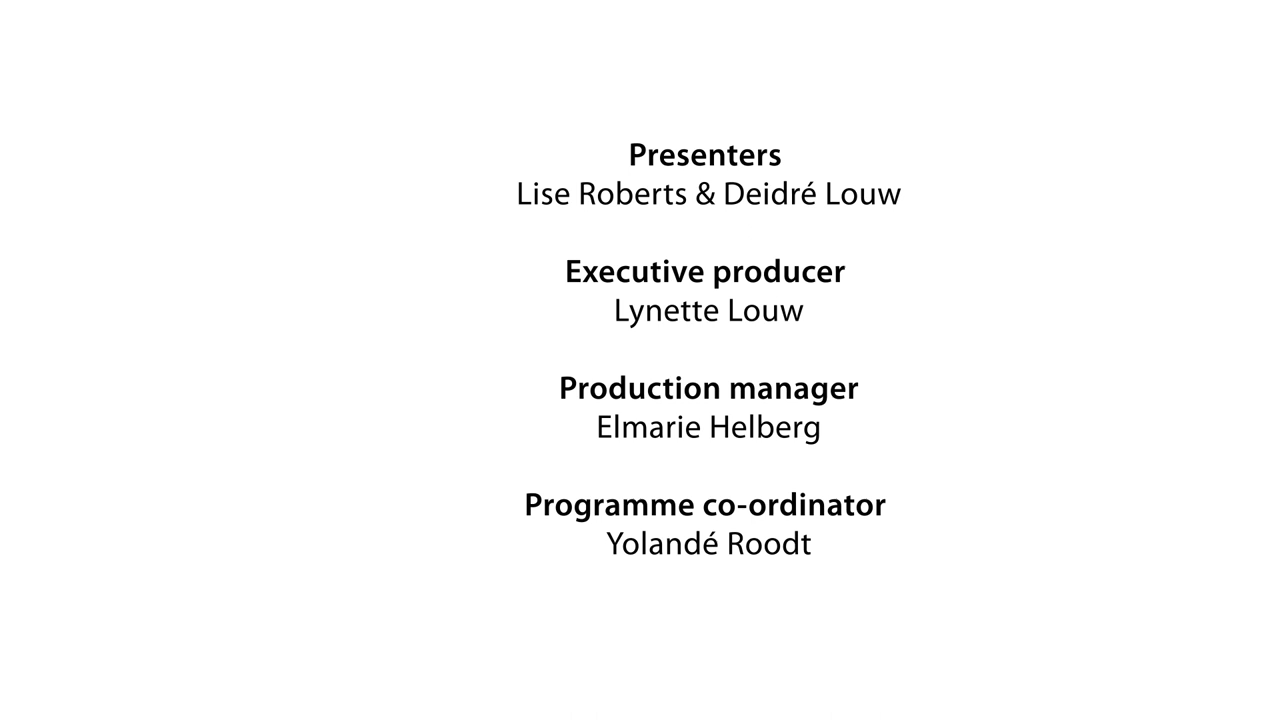 Presenters
Lise Roberts & Deidré Louw
Executive producer
Lynette Louw
Production manager
Elmarie Helberg
Programme co-ordinator
Yolandé Roodt